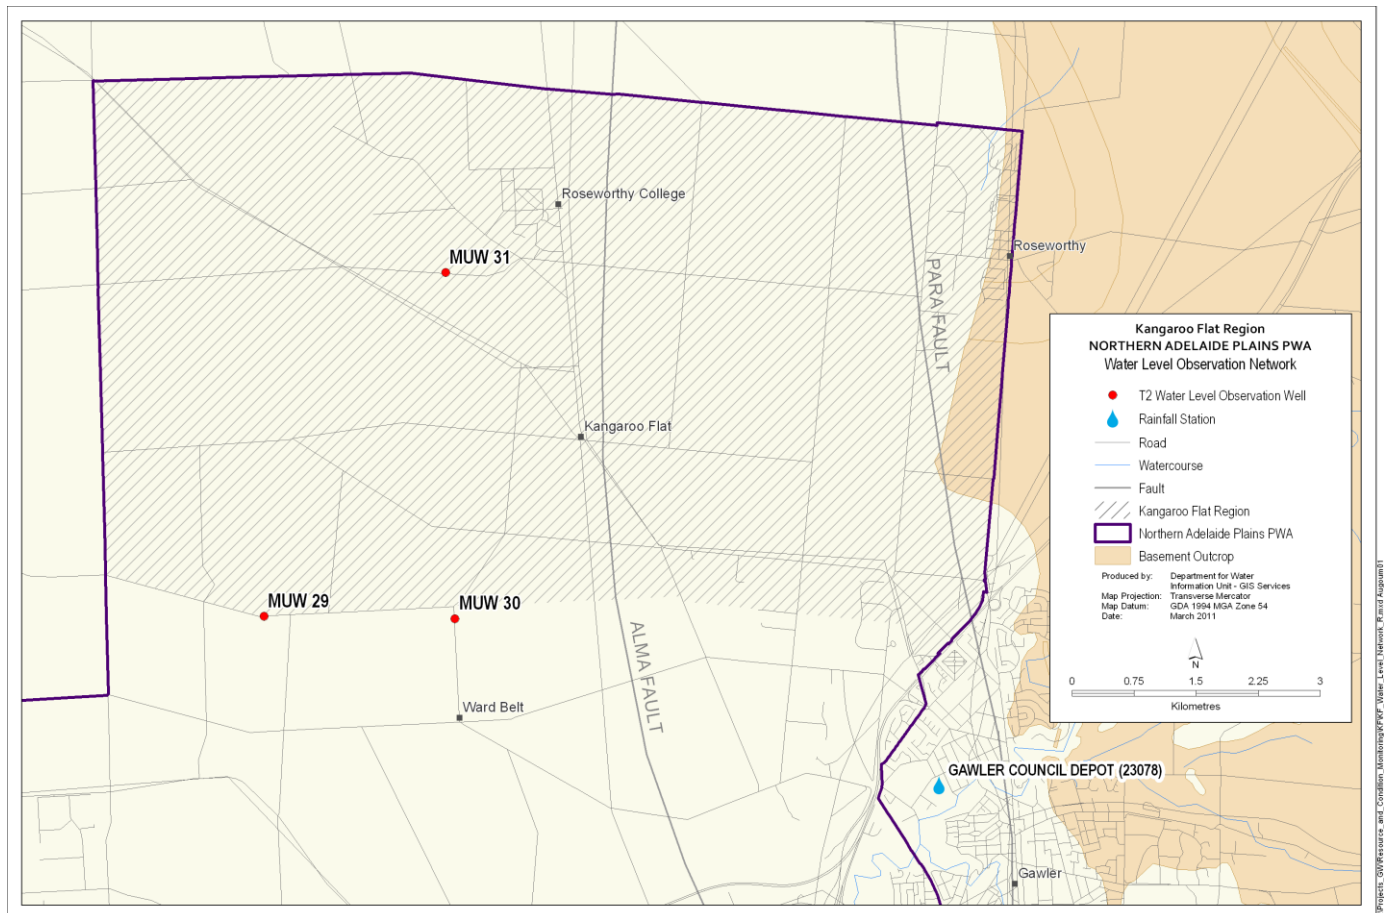 Roseworthy College
MUW 31
Roseworthy
PARA FAULT
Kangaroo Flat
MUW 29
MUW 30
ALMA FAULT
Ward Belt
GAWLER COUNCIL DEPOT (23078)
Gawler
Kangaroo Flat Region
NORTHERN ADELAIDE PLAINS PWA
Water Level Observation Network
T2 Water Level Observation Well
Rainfall Station
Road
Watercourse
Fault
Kangaroo Flat Region
Northern Adelaide Plains PWA
Basement Outcrop
Produced by: Department for Water
Information Unit - GIS Services
Map Projection: Transverse Mercator
Map Datum: GDA 1994 MGA Zone 54
Date: March 2011
N
0 0.75 1.5 2.25 3
Kilometres